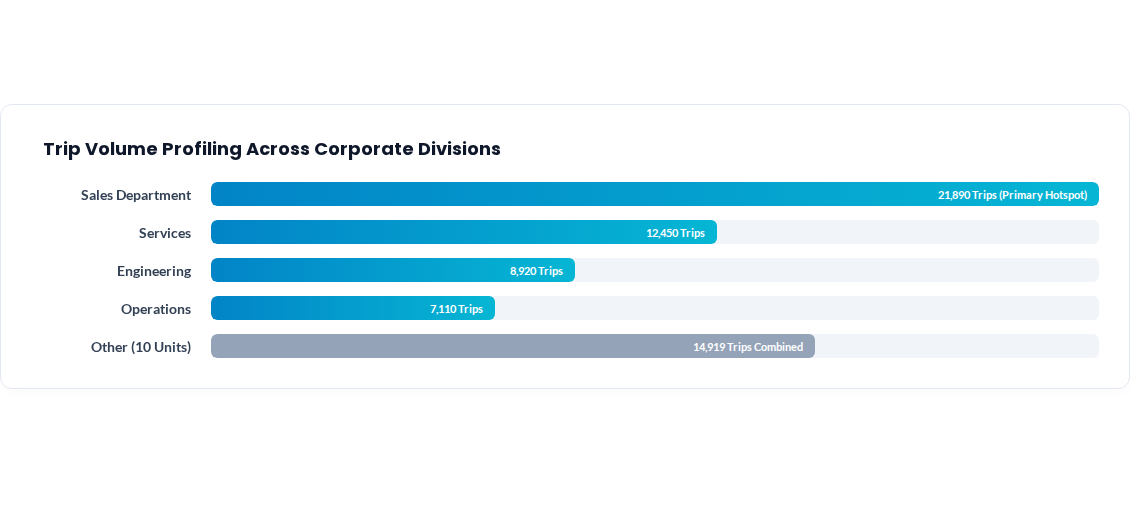 Trip Volume Profiling Across Corporate Divisions
Sales Department 21,890 Trips (Primary Hotspot)
Services 12,450 Trips
Engineering 8,920 Trips
Operations 7,110 Trips
Other (10 Units) 14,919 Trips Combined